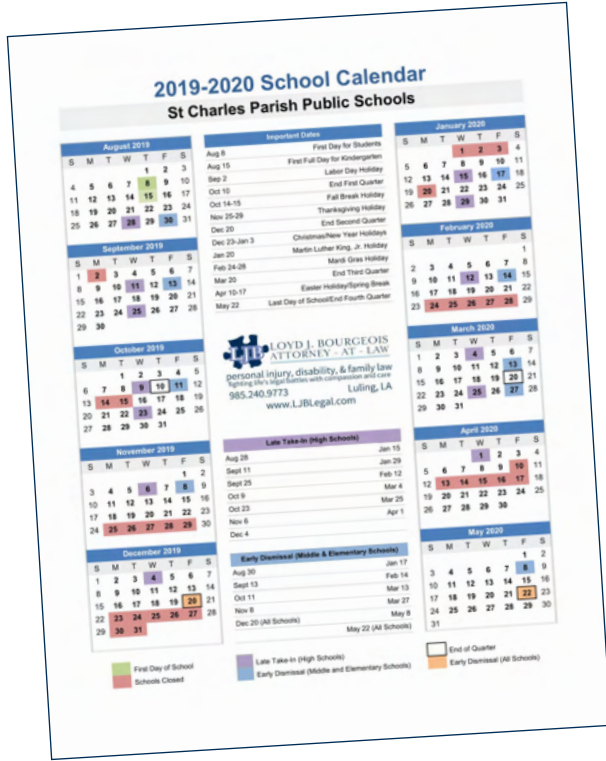 2019-2020 School Calendar
St Charles Parish Public Schools
August 2019
S M T W T F S
1 2 3
4 5 6 7 8 9 10
11 12 13 14 15 16 17
18 19 20 21 22 23 24
25 26 27 28 29 30 31
September 2019
S M T W T F S
1 2 3 4 5 6 7
8 9 10 11 12 13 14
15 16 17 18 19 20 21
22 23 24 25 26 27 28
29 30
October 2019
S M T W T F S
1 2 3 4 5
6 7 8 9 10 11 12
13 14 15 16 17 18 19
20 21 22 23 24 25 26
27 28 29 30 31
November 2019
S M T W T F S
1 2
3 4 5 6 7 8 9
10 11 12 13 14 15 16
17 18 19 20 21 22 23
24 25 26 27 28 29 30
December 2019
S M T W T F S
1 2 3 4 5 6 7
8 9 10 11 12 13 14
15 16 17 18 19 20 21
22 23 24 25 26 27 28
29 30 31
Important Dates
Aug 8 First Day for Students
Aug 15 First Full Day for Kindergarten
Sep 2 Labor Day Holiday
Oct 10 End First Quarter
Oct 14-15 Fall Break Holiday
Nov 25-29 Thanksgiving Holiday
Dec 20 End Second Quarter
Dec 23-Jan 3 Christmas/New Year Holidays
Jan 20 Martin Luther King, Jr. Holiday
Feb 24-28 Mardi Gras Holiday
Mar 20 End Third Quarter
Apr 10-17 Easter Holiday/Spring Break
May 22 Last Day of School/End Fourth Quarter
LJB LOYD J. BOURGEOIS
ATTORNEY - AT - LAW
personal injury, disability, & family law
fighting life's legal battles with compassion and care
985.240.9773 Luling, LA
www.LJBLegal.com
Late Take-In (High Schools)
Aug 28 Jan 15
Sept 11 Jan 29
Sept 25 Feb 12
Oct 9 Mar 4
Oct 23 Mar 25
Nov 6 Apr 1
Dec 4
Early Dismissal (Middle & Elementary Schools)
Aug 30 Jan 17
Sept 13 Feb 14
Oct 11 Mar 13
Nov 8 Mar 27
Dec 20 (All Schools) May 8
May 22 (All Schools)
January 2020
S M T W T F S
1 2 3 4
5 6 7 8 9 10 11
12 13 14 15 16 17 18
19 20 21 22 23 24 25
26 27 28 29 30 31
February 2020
S M T W T F S
1
2 3 4 5 6 7 8
9 10 11 12 13 14 15
16 17 18 19 20 21 22
23 24 25 26 27 28 29
March 2020
S M T W T F S
1 2 3 4 5 6 7
8 9 10 11 12 13 14
15 16 17 18 19 20 21
22 23 24 25 26 27 28
29 30 31
April 2020
S M T W T F S
1 2 3 4
5 6 7 8 9 10 11
12 13 14 15 16 17 18
19 20 21 22 23 24 25
26 27 28 29 30
May 2020
S M T W T F S
1 2
3 4 5 6 7 8 9
10 11 12 13 14 15 16
17 18 19 20 21 22 23
24 25 26 27 28 29 30
31
First Day of School
Schools Closed
Late Take-In (High Schools)
Early Dismissal (Middle and Elementary Schools)
End of Quarter
Early Dismissal (All Schools)